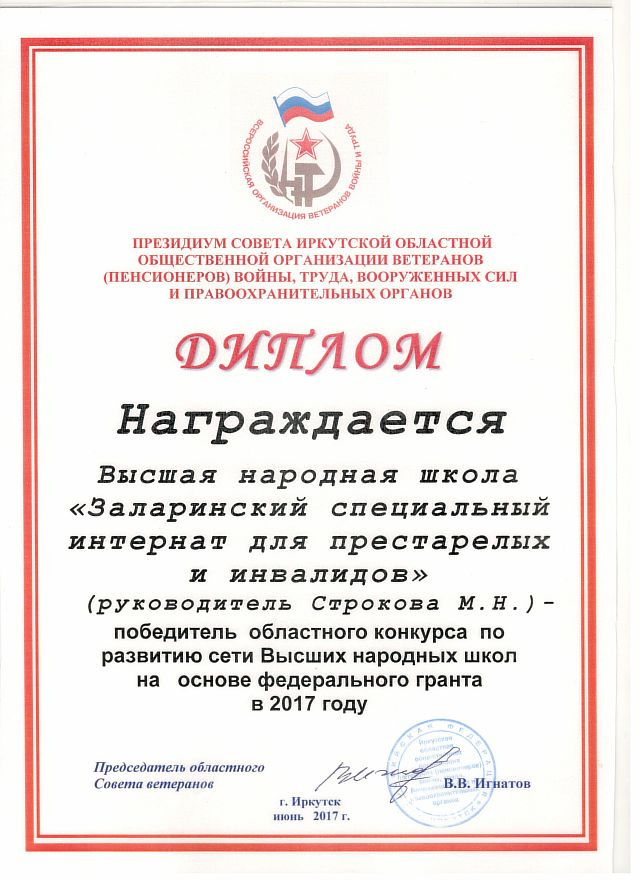 ВСЕРОССИЙСКАЯ ОРГАНИЗАЦИЯ ВЕТЕРАНОВ ВОЙНЫ И ТРУДА
ПРЕЗИДИУМ СОВЕТА ИРКУТСКОЙ ОБЛАСТНОЙ
ОБЩЕСТВЕННОЙ ОРГАНИЗАЦИИ ВЕТЕРАНОВ
(ПЕНСИОНЕРОВ) ВОЙНЫ, ТРУДА, ВООРУЖЕННЫХ СИЛ
И ПРАВООХРАНИТЕЛЬНЫХ ОРГАНОВ
ДИПЛОМ
Награждается
Высшая народная школа
«Заларинский специальный
интернат для престарелых
и инвалидов»
(руководитель Строкова М.Н.)-
победитель областного конкурса по
развитию сети Высших народных школ
на основе федерального гранта
в 2017 году
Председатель областного
Совета ветеранов
В.В. Игнатов
г. Иркутск
июнь 2017 г.
Иркутская
областная